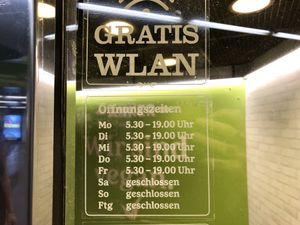 GRATIS
WLAN
Öffnungszeiten
Mo 5.30 – 19.00 Uhr
Di 5.30 – 19.00 Uhr
Mi 5.30 – 19.00 Uhr
Do 5.30 – 19.00 Uhr
Fr 5.30 – 19.00 Uhr
Sa geschlossen
So geschlossen
Ftg geschlossen